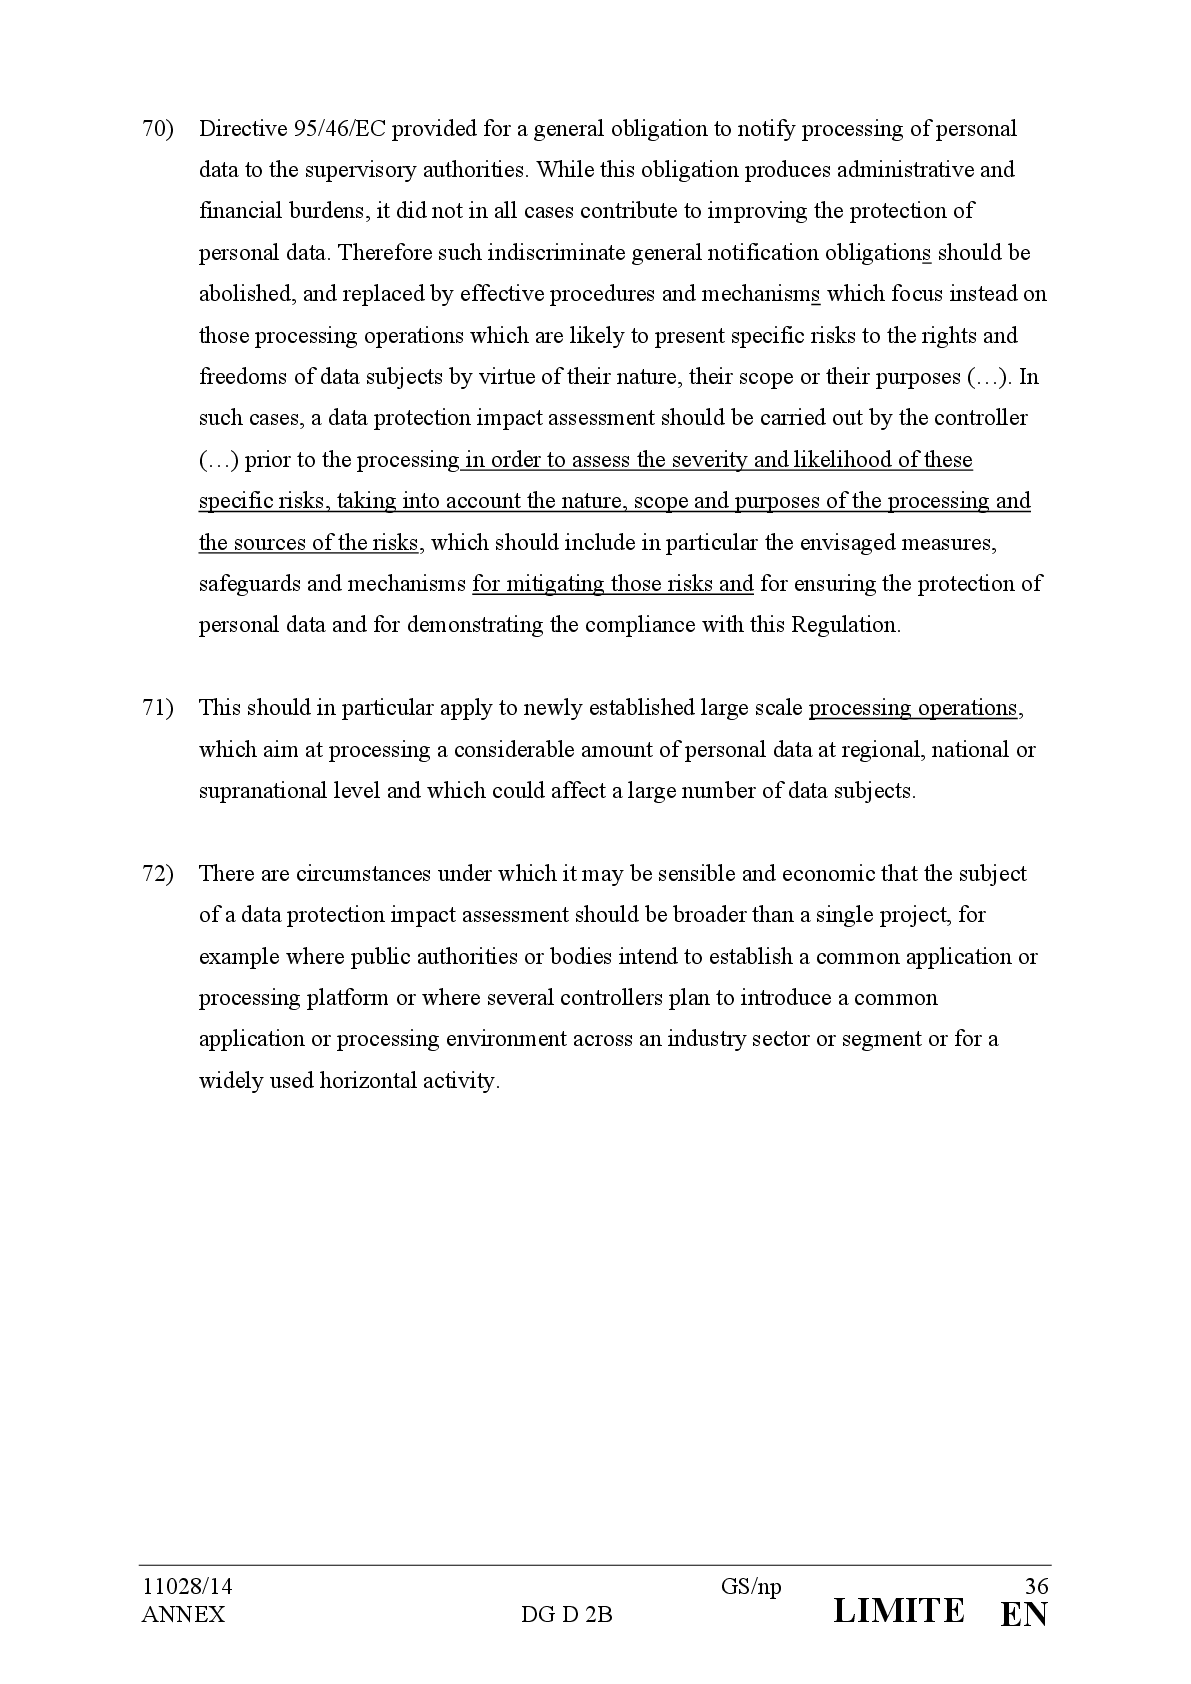 70) Directive 95/46/EC provided for a general obligation to notify processing of personal
data to the supervisory authorities. While this obligation produces administrative and
financial burdens, it did not in all cases contribute to improving the protection of
personal data. Therefore such indiscriminate general notification obligations should be
abolished, and replaced by effective procedures and mechanisms which focus instead on
those processing operations which are likely to present specific risks to the rights and
freedoms of data subjects by virtue of their nature, their scope or their purposes (…). In
such cases, a data protection impact assessment should be carried out by the controller
(…) prior to the processing in order to assess the severity and likelihood of these
specific risks, taking into account the nature, scope and purposes of the processing and
the sources of the risks, which should include in particular the envisaged measures,
safeguards and mechanisms for mitigating those risks and for ensuring the protection of
personal data and for demonstrating the compliance with this Regulation.
71) This should in particular apply to newly established large scale processing operations,
which aim at processing a considerable amount of personal data at regional, national or
supranational level and which could affect a large number of data subjects.
72) There are circumstances under which it may be sensible and economic that the subject
of a data protection impact assessment should be broader than a single project, for
example where public authorities or bodies intend to establish a common application or
processing platform or where several controllers plan to introduce a common
application or processing environment across an industry sector or segment or for a
widely used horizontal activity.
11028/14 GS/np 36
ANNEX DG D 2B LIMITE EN